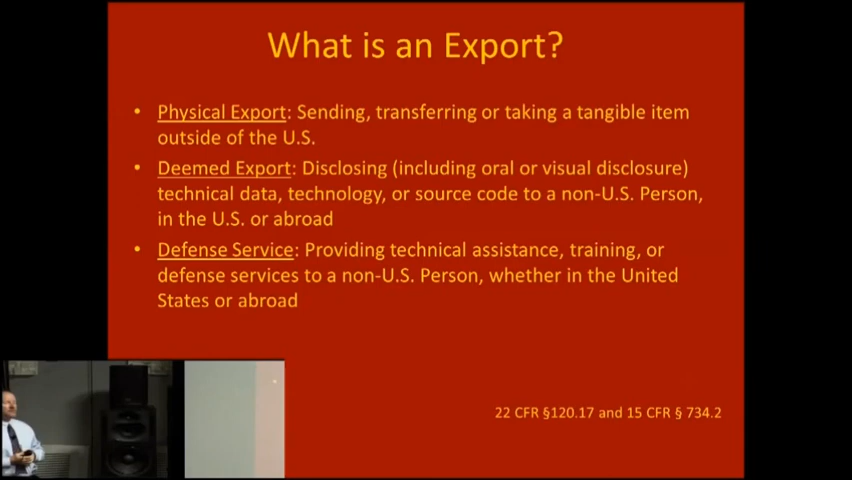 What is an Export?
• Physical Export: Sending, transferring or taking a tangible item
outside of the U.S.
• Deemed Export: Disclosing (including oral or visual disclosure)
technical data, technology, or source code to a non-U.S. Person,
in the U.S. or abroad
• Defense Service: Providing technical assistance, training, or
defense services to a non-U.S. Person, whether in the United
States or abroad
22 CFR §120.17 and 15 CFR § 734.2